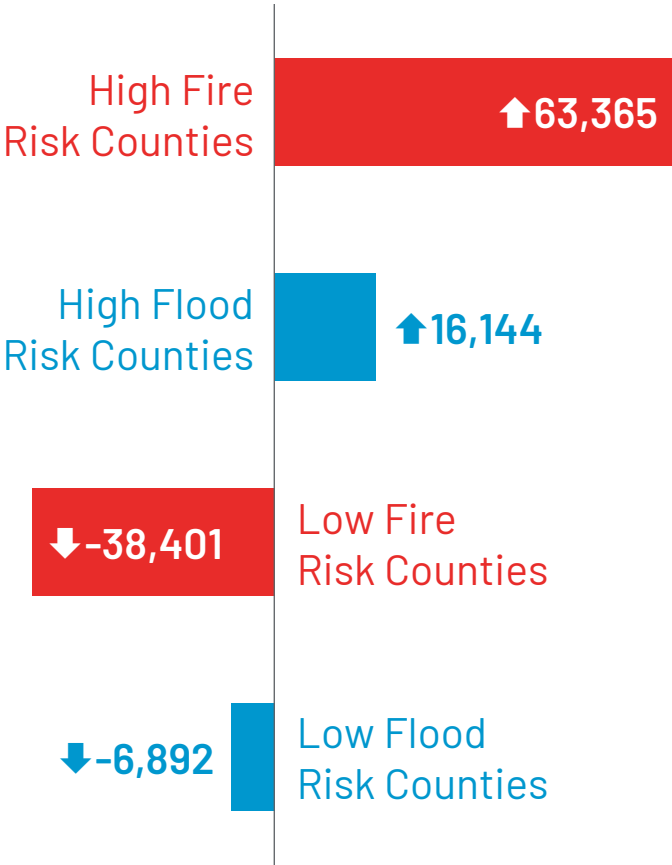 High Fire
Risk Counties
⬆63,365
High Flood
Risk Counties
⬆16,144
⬇-38,401
Low Fire
Risk Counties
⬇-6,892
Low Flood
Risk Counties